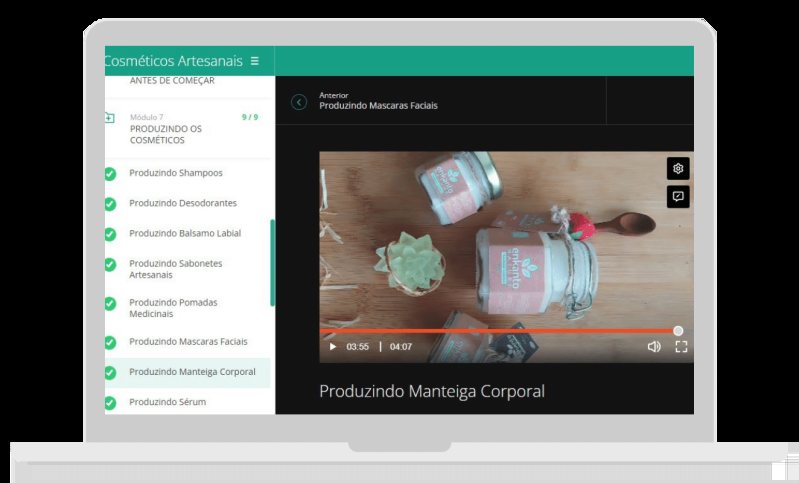 Cosméticos Artesanais
ANTES DE COMEÇAR
Módulo 7
9 / 9
PRODUZINDO OS
COSMÉTICOS
Produzindo Shampoos
Produzindo Desodorantes
Produzindo Balsamo Labial
Produzindo Sabonetes
Artesanais
Produzindo Pomadas
Medicinais
Produzindo Mascaras Faciais
Produzindo Manteiga Corporal
Produzindo Sérum
Anterior
Produzindo Mascaras Faciais
enkanto
03:55 | 04:07
Produzindo Manteiga Corporal